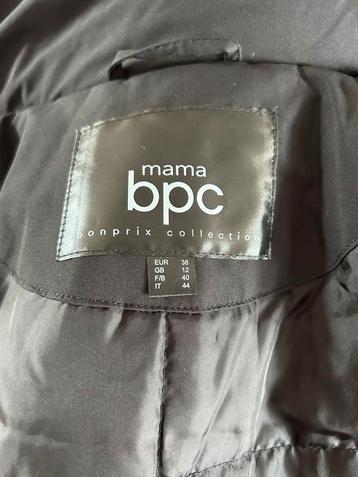 mama
bpc
bonprix collection
EUR 38
GB 12
F/B 40
IT 44